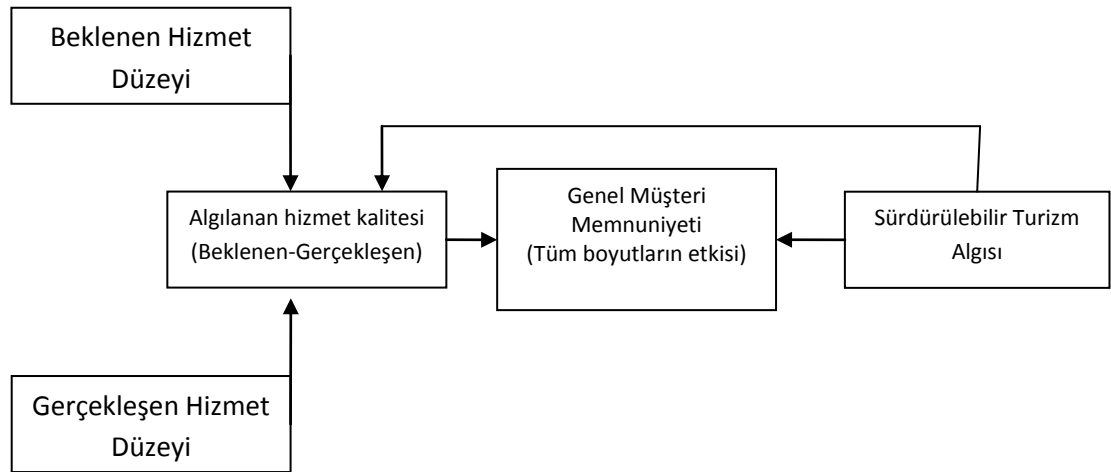 Beklenen Hizmet
Düzeyi
Algılanan hizmet kalitesi
(Beklenen-Gerçekleşen)
Genel Müşteri
Memnuniyeti
(Tüm boyutların etkisi)
Sürdürülebilir Turizm
Algısı
Gerçekleşen Hizmet
Düzeyi